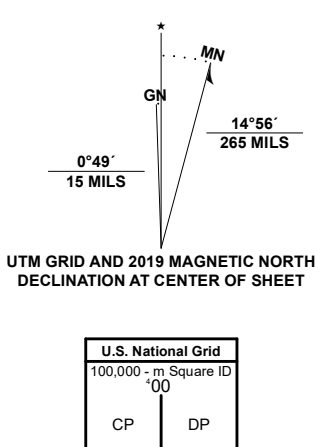 ★
MN
GN
14°56´
265 MILS
0°49´
15 MILS
UTM GRID AND 2019 MAGNETIC NORTH
DECLINATION AT CENTER OF SHEET
U.S. National Grid
100,000 - m Square ID
⁴00
CP DP